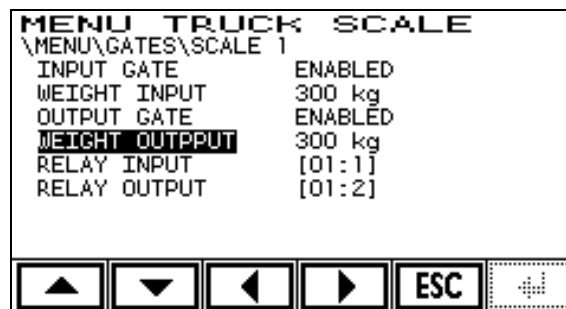 MENU TRUCK SCALE
\MENU\GATES\SCALE 1
INPUT GATE ENABLED
WEIGHT INPUT 300 kg
OUTPUT GATE ENABLED
WEIGHT OUTPPUT 300 kg
RELAY INPUT [01:1]
RELAY OUTPUT [01:2]
ESC